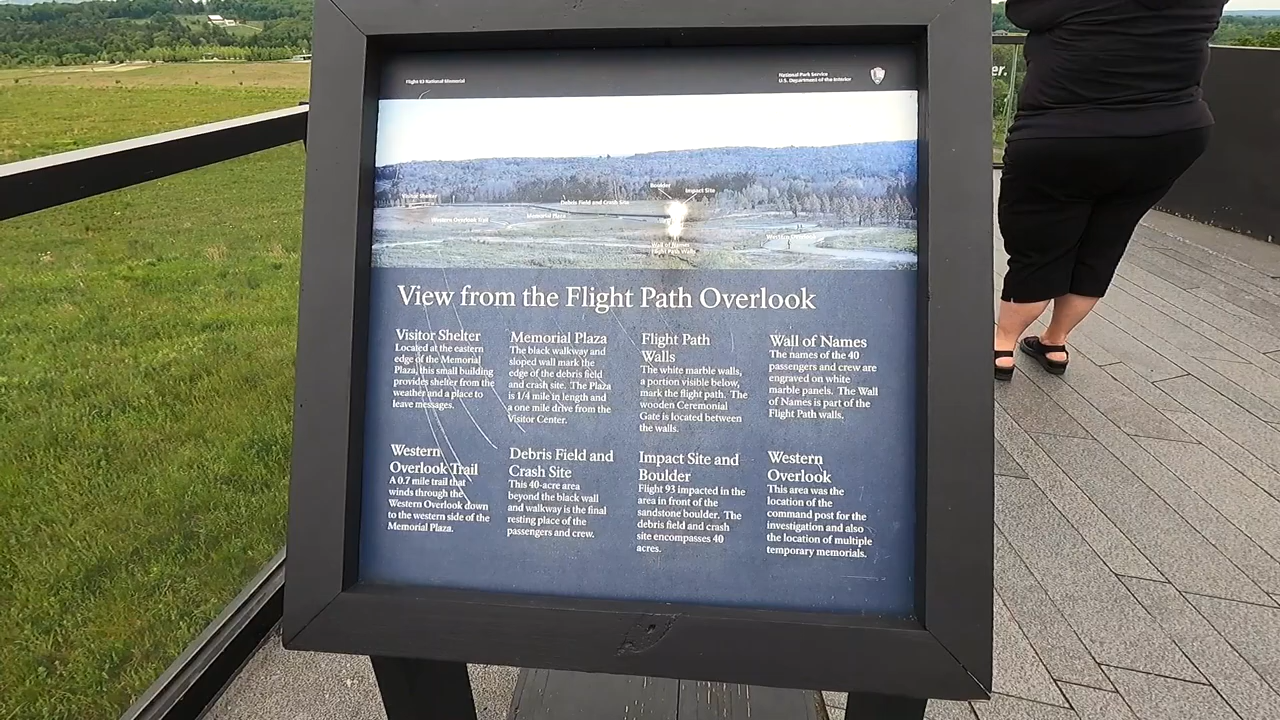 Flight 93 National Memorial
National Park Service
U.S. Department of the Interior
er.
Boulder
Impact Site
Visitor Shelter
Debris Field and Crash Site
Western Overlook Trail
Memorial Plaza
Wall of Names
Flight Path Walls
View from the Flight Path Overlook
Visitor Shelter
Located at the eastern
edge of the Memorial
Plaza, this small building
provides shelter from the
weather and a place to
leave messages.
Memorial Plaza
The black walkway and
sloped wall mark the
edge of the debris field
and crash site. The Plaza
is 1/4 mile in length and
a one mile drive from the
Visitor Center.
Flight Path
Walls
The white marble walls,
a portion visible below,
mark the flight path. The
wooden Ceremonial
Gate is located between
the walls.
Wall of Names
The names of the 40
passengers and crew are
engraved on white
marble panels. The Wall
of Names is part of the
Flight Path walls.
Western
Overlook Trail
A 0.7 mile trail that
winds through the
Western Overlook down
to the western side of the
Memorial Plaza.
Debris Field and
Crash Site
This 40-acre area
beyond the black wall
and walkway is the final
resting place of the
passengers and crew.
Impact Site and
Boulder
Flight 93 impacted in the
area in front of the
sandstone boulder. The
debris field and crash
site encompasses 40
acres.
Western
Overlook
This area was the
location of the
command post for the
investigation and also
the location of multiple
temporary memorials.